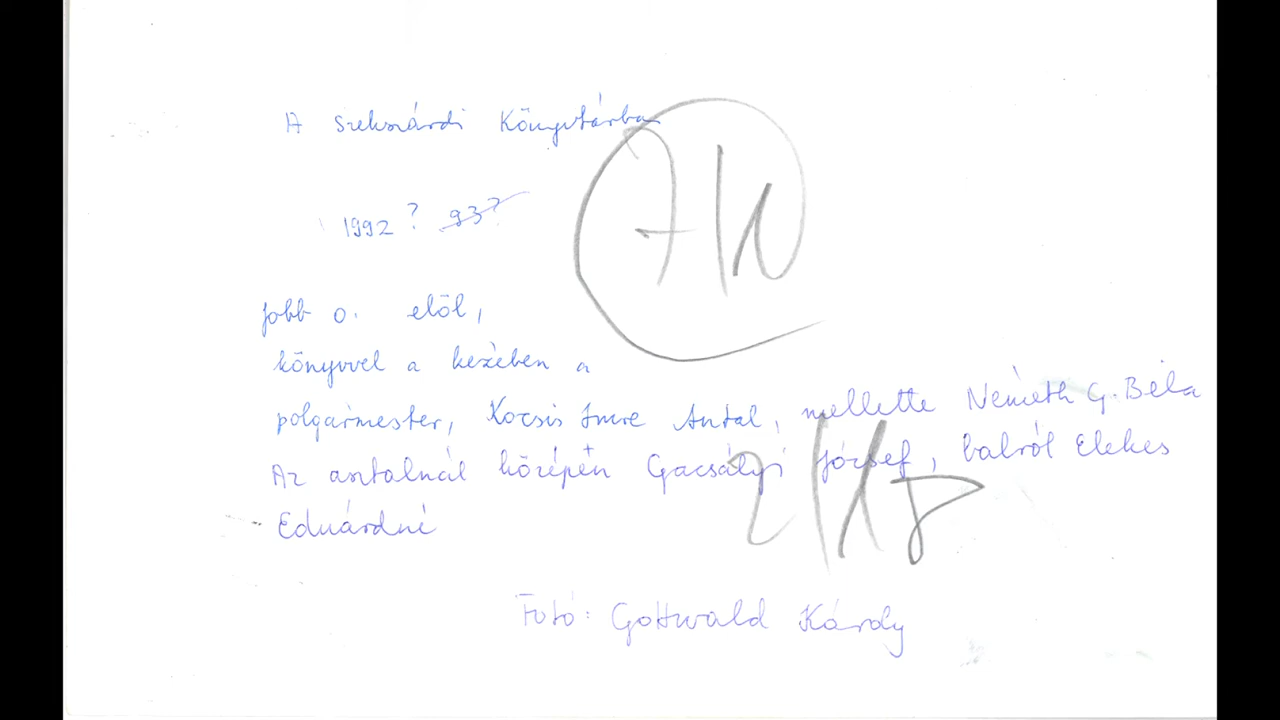 A Szekszárdi Könyvtárban
1992 ? 93?
Jobb o. elöl,
könyvvel a kezében a
polgármester, Kocsis Imre Antal, mellette Németh G. Béla
Az asztalnál középen Gacsályi József, balról Elekes
Eduárdné
Fotó: Gottwald Károly